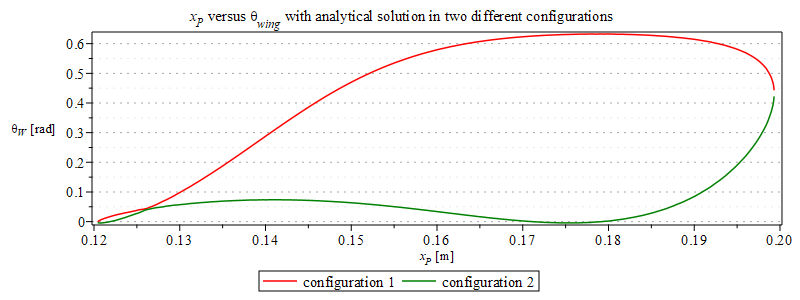 x_P versus θ_wing with analytical solution in two different configurations
0.6
0.5
0.4
θ_W [rad]
0.3
0.2
0.1
0
0.12 0.13 0.14 0.15 0.16 0.17 0.18 0.19 0.20
x_P [m]
configuration 1 configuration 2